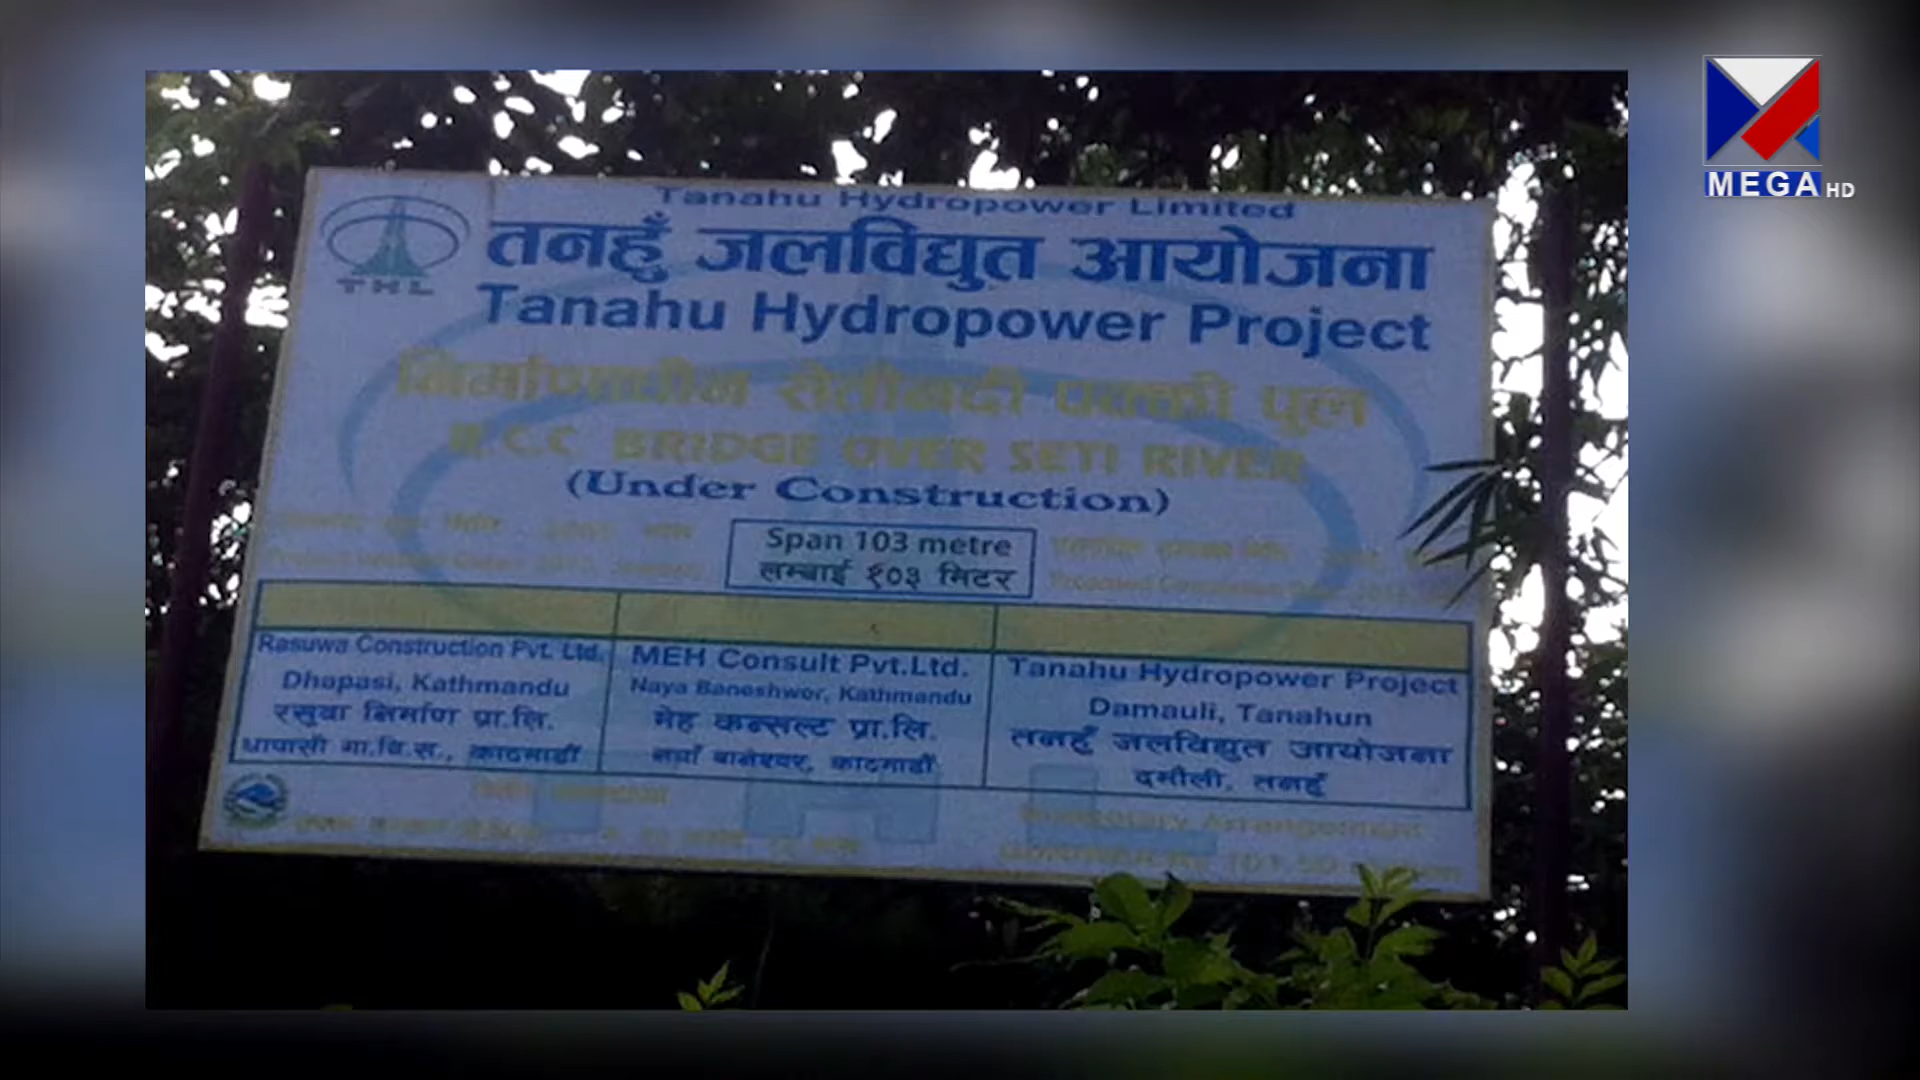 MEGA HD
Tanahu Hydropower Limited
THL
तनहुँ जलविद्युत आयोजना
Tanahu Hydropower Project
निर्माणाधीन सेतीनदी पक्की पुल
R.C.C BRIDGE OVER SETI RIVER
(Under Construction)
Span 103 metre
लम्बाई १०३ मिटर
Rasuwa Construction Pvt. Ltd.
Dhapasi, Kathmandu
रसुवा निर्माण प्रा.लि.
धापासी गा.वि.स., काठमाडौं
MEH Consult Pvt.Ltd.
Naya Baneshwor, Kathmandu
मेह कन्सल्ट प्रा.लि.
नयाँ बानेश्वर, काठमाडौं
Tanahu Hydropower Project
Damauli, Tanahun
तनहुँ जलविद्युत आयोजना
दमौली, तनहुँ